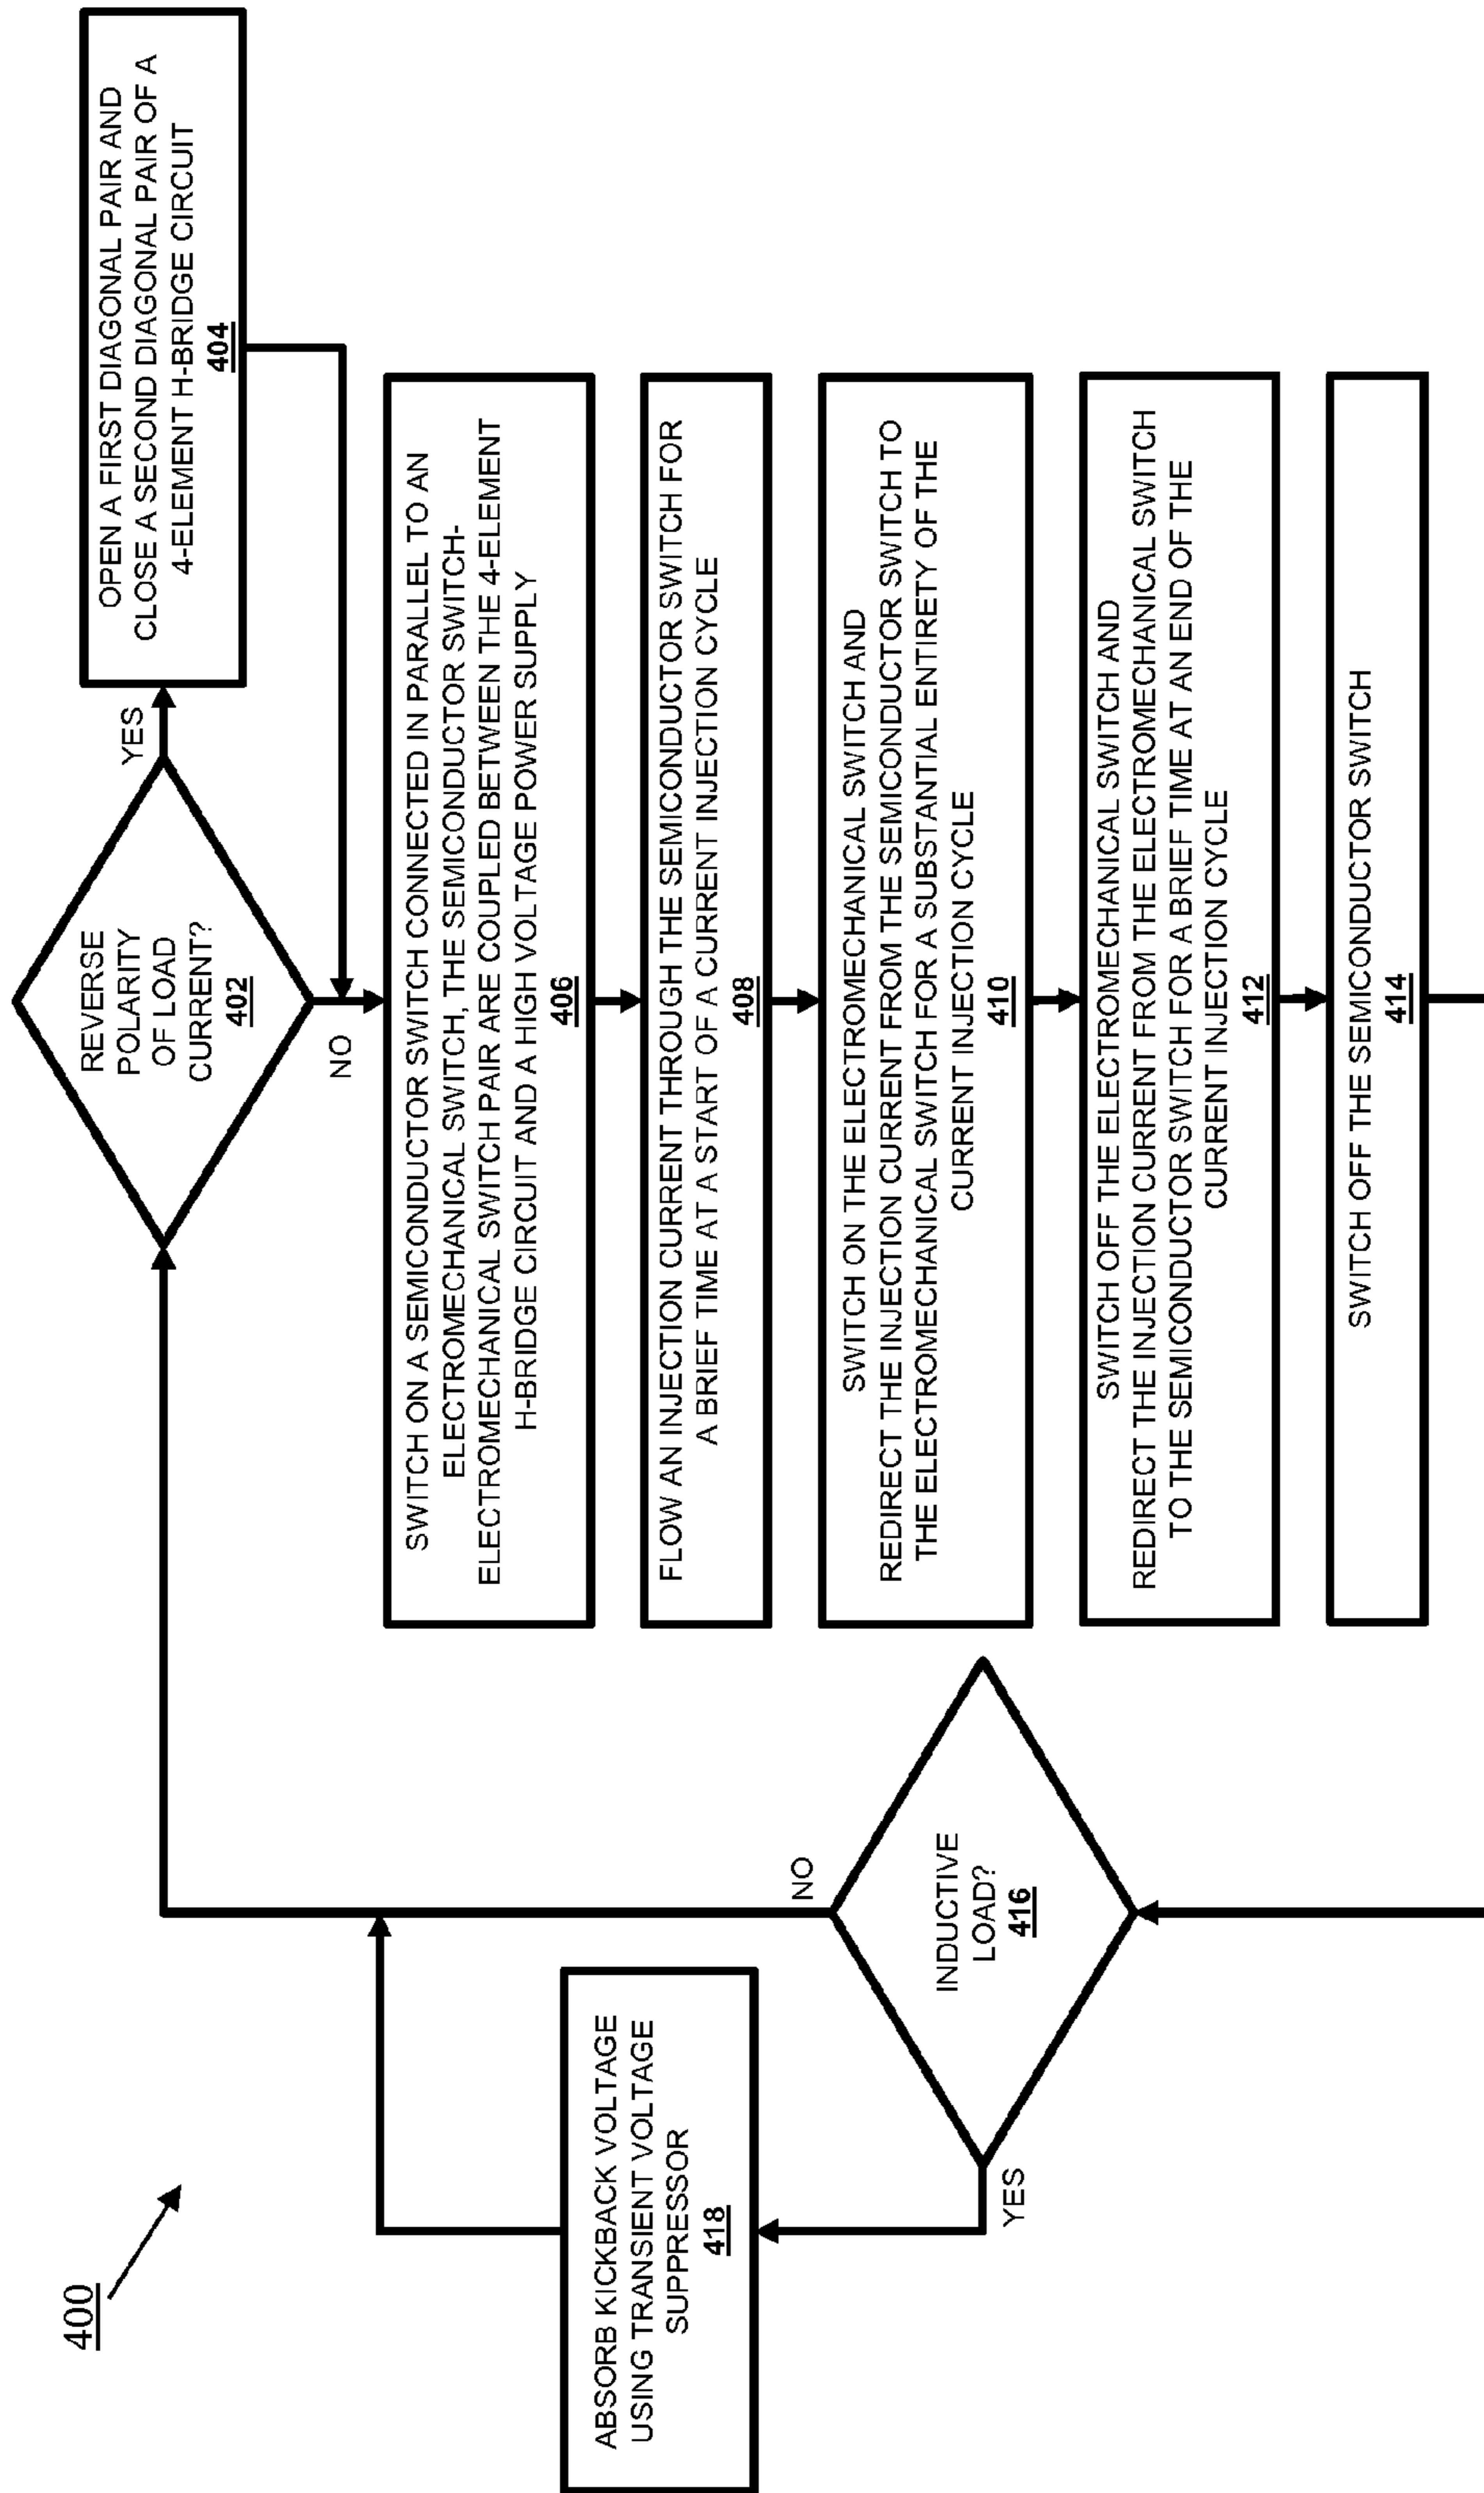 400
REVERSE
POLARITY
OF LOAD
CURRENT?
402
YES
NO
OPEN A FIRST DIAGONAL PAIR AND
CLOSE A SECOND DIAGONAL PAIR OF A
4-ELEMENT H-BRIDGE CIRCUIT
404
SWITCH ON A SEMICONDUCTOR SWITCH CONNECTED IN PARALLEL TO AN
ELECTROMECHANICAL SWITCH, THE SEMICONDUCTOR SWITCH-
ELECTROMECHANICAL SWITCH PAIR ARE COUPLED BETWEEN THE 4-ELEMENT
H-BRIDGE CIRCUIT AND A HIGH VOLTAGE POWER SUPPLY
406
FLOW AN INJECTION CURRENT THROUGH THE SEMICONDUCTOR SWITCH FOR
A BRIEF TIME AT A START OF A CURRENT INJECTION CYCLE
408
SWITCH ON THE ELECTROMECHANICAL SWITCH AND
REDIRECT THE INJECTION CURRENT FROM THE SEMICONDUCTOR SWITCH TO
THE ELECTROMECHANICAL SWITCH FOR A SUBSTANTIAL ENTIRETY OF THE
CURRENT INJECTION CYCLE
410
SWITCH OFF THE ELECTROMECHANICAL SWITCH AND
REDIRECT THE INJECTION CURRENT FROM THE ELECTROMECHANICAL SWITCH
TO THE SEMICONDUCTOR SWITCH FOR A BRIEF TIME AT AN END OF THE
CURRENT INJECTION CYCLE
412
SWITCH OFF THE SEMICONDUCTOR SWITCH
414
INDUCTIVE
LOAD?
416
NO
YES
ABSORB KICKBACK VOLTAGE
USING TRANSIENT VOLTAGE
SUPPRESSOR
418